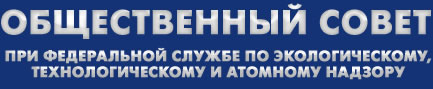 ОБЩЕСТВЕННЫЙ СОВЕТ
ПРИ ФЕДЕРАЛЬНОЙ СЛУЖБЕ ПО ЭКОЛОГИЧЕСКОМУ,
ТЕХНОЛОГИЧЕСКОМУ И АТОМНОМУ НАДЗОРУ